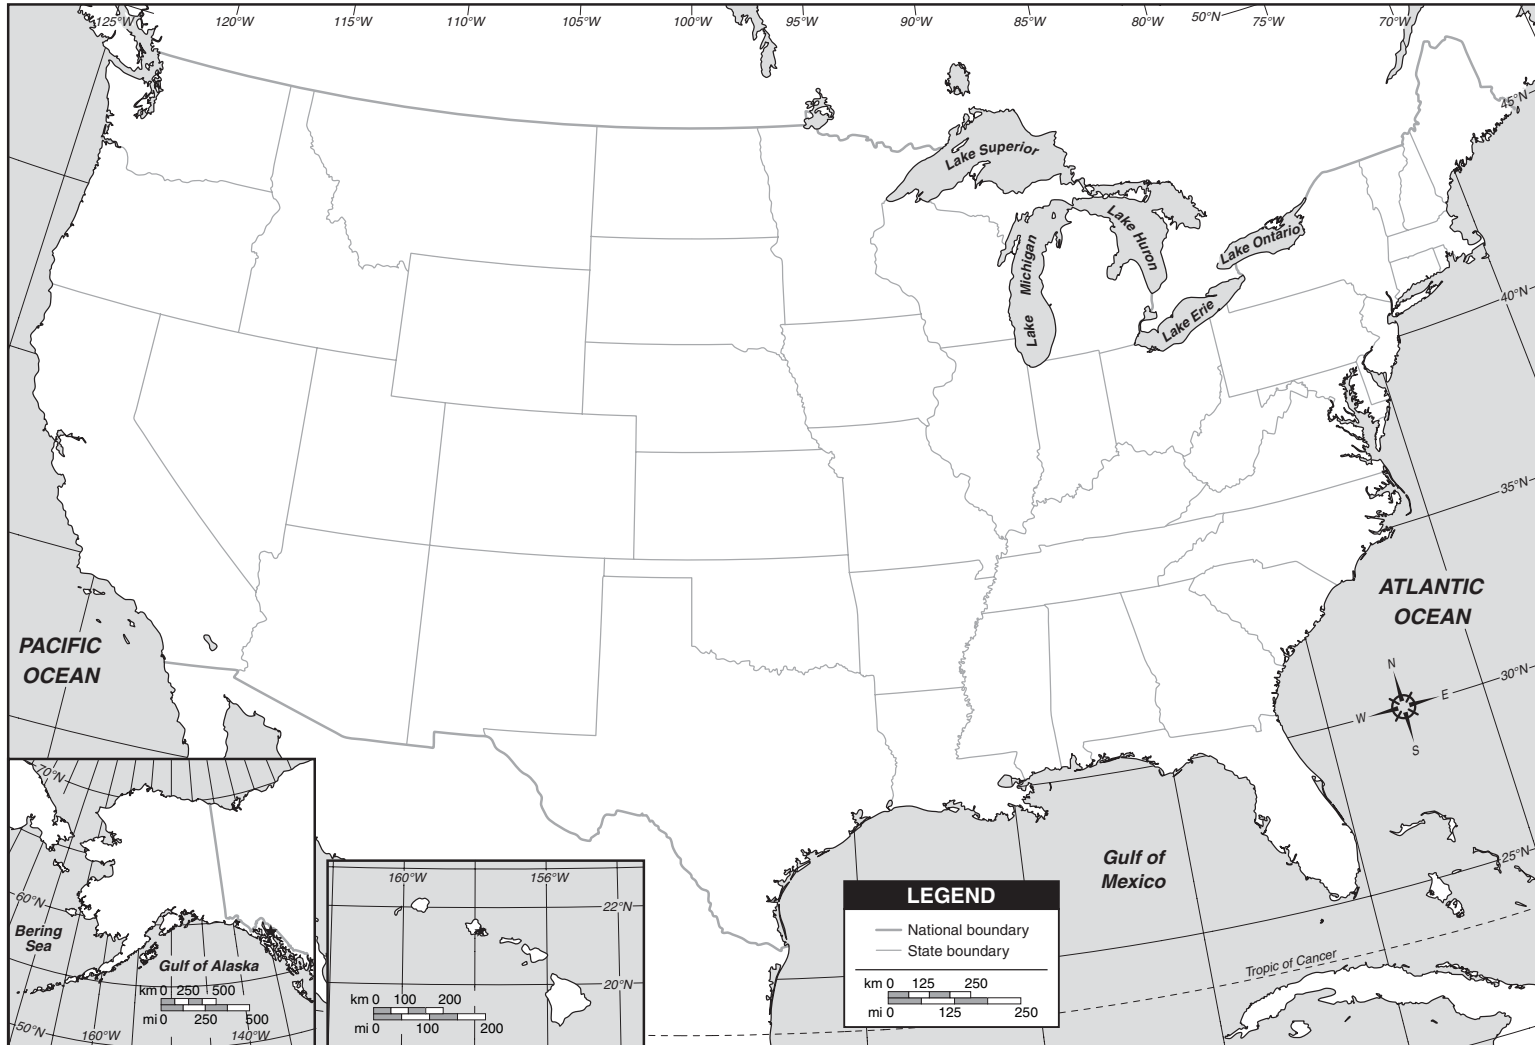 125°W
120°W
115°W
110°W
105°W
100°W
95°W
90°W
85°W
80°W
50°N
75°W
70°W
45°N
Lake Superior
Lake Huron
Lake Ontario
Lake Michigan
Lake Erie
40°N
35°N
ATLANTIC
OCEAN
PACIFIC
OCEAN
30°N
N
E
W
S
70°N
60°N
Bering
Sea
Gulf of Alaska
km 0 250 500
mi 0 250 500
50°N
160°W
140°W
160°W
156°W
22°N
20°N
km 0 100 200
mi 0 100 200
Gulf of
Mexico
25°N
LEGEND
National boundary
State boundary
km 0 125 250
mi 0 125 250
Tropic of Cancer